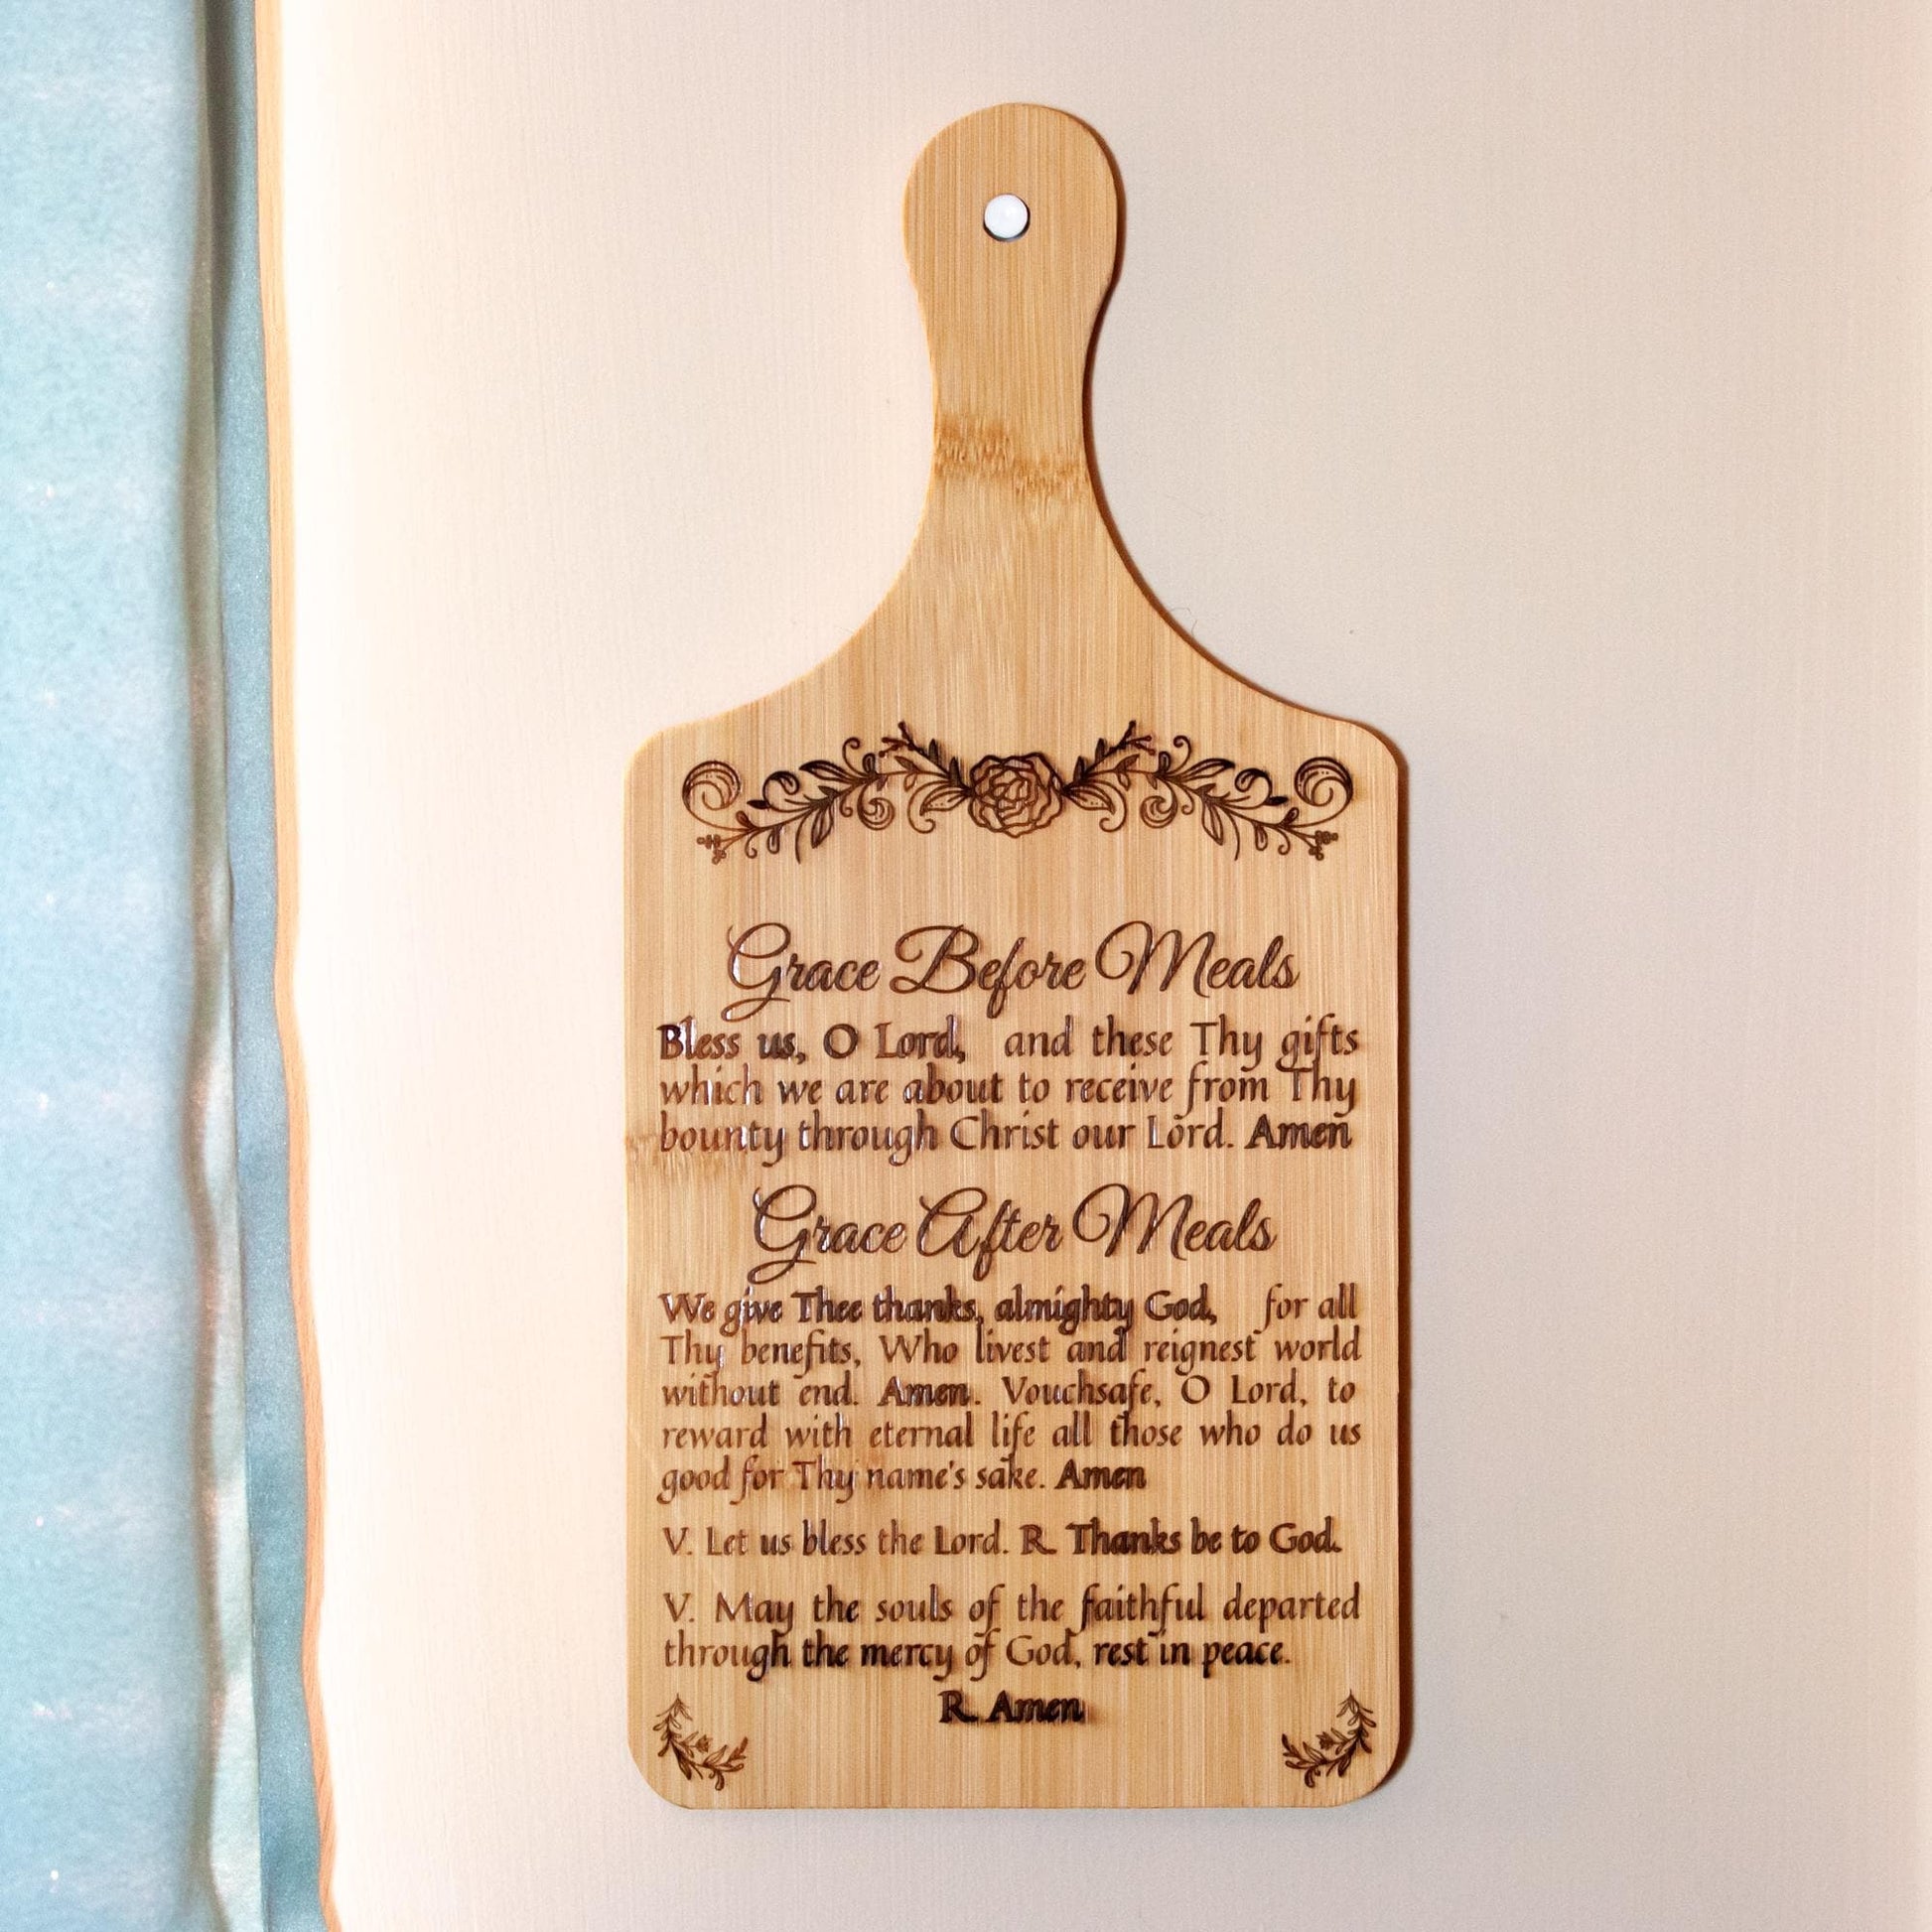 Grace Before Meals
Bless us, O Lord, and these Thy gifts
which we are about to receive from Thy
bounty through Christ our Lord. Amen
Grace After Meals
We give Thee thanks, almighty God, for all
Thy benefits, Who livest and reignest world
without end. Amen. Vouchsafe, O Lord, to
reward with eternal life all those who do us
good for Thy name's sake. Amen
V. Let us bless the Lord. R. Thanks be to God.
V. May the souls of the faithful departed
through the mercy of God, rest in peace.
R. Amen